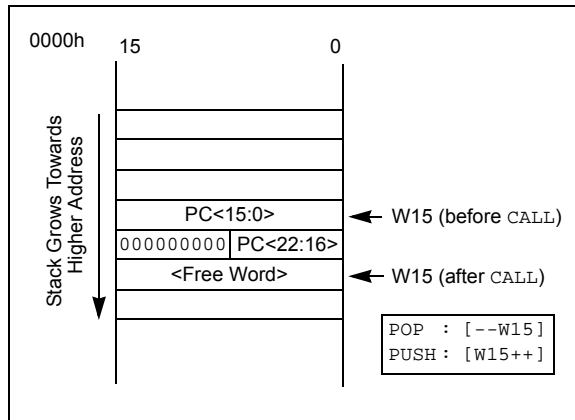 0000h
15 0
Stack Grows Towards
Higher Address
PC<15:0>
W15 (before CALL)
000000000 PC<22:16>
<Free Word>
W15 (after CALL)
POP : [--W15]
PUSH : [W15++]